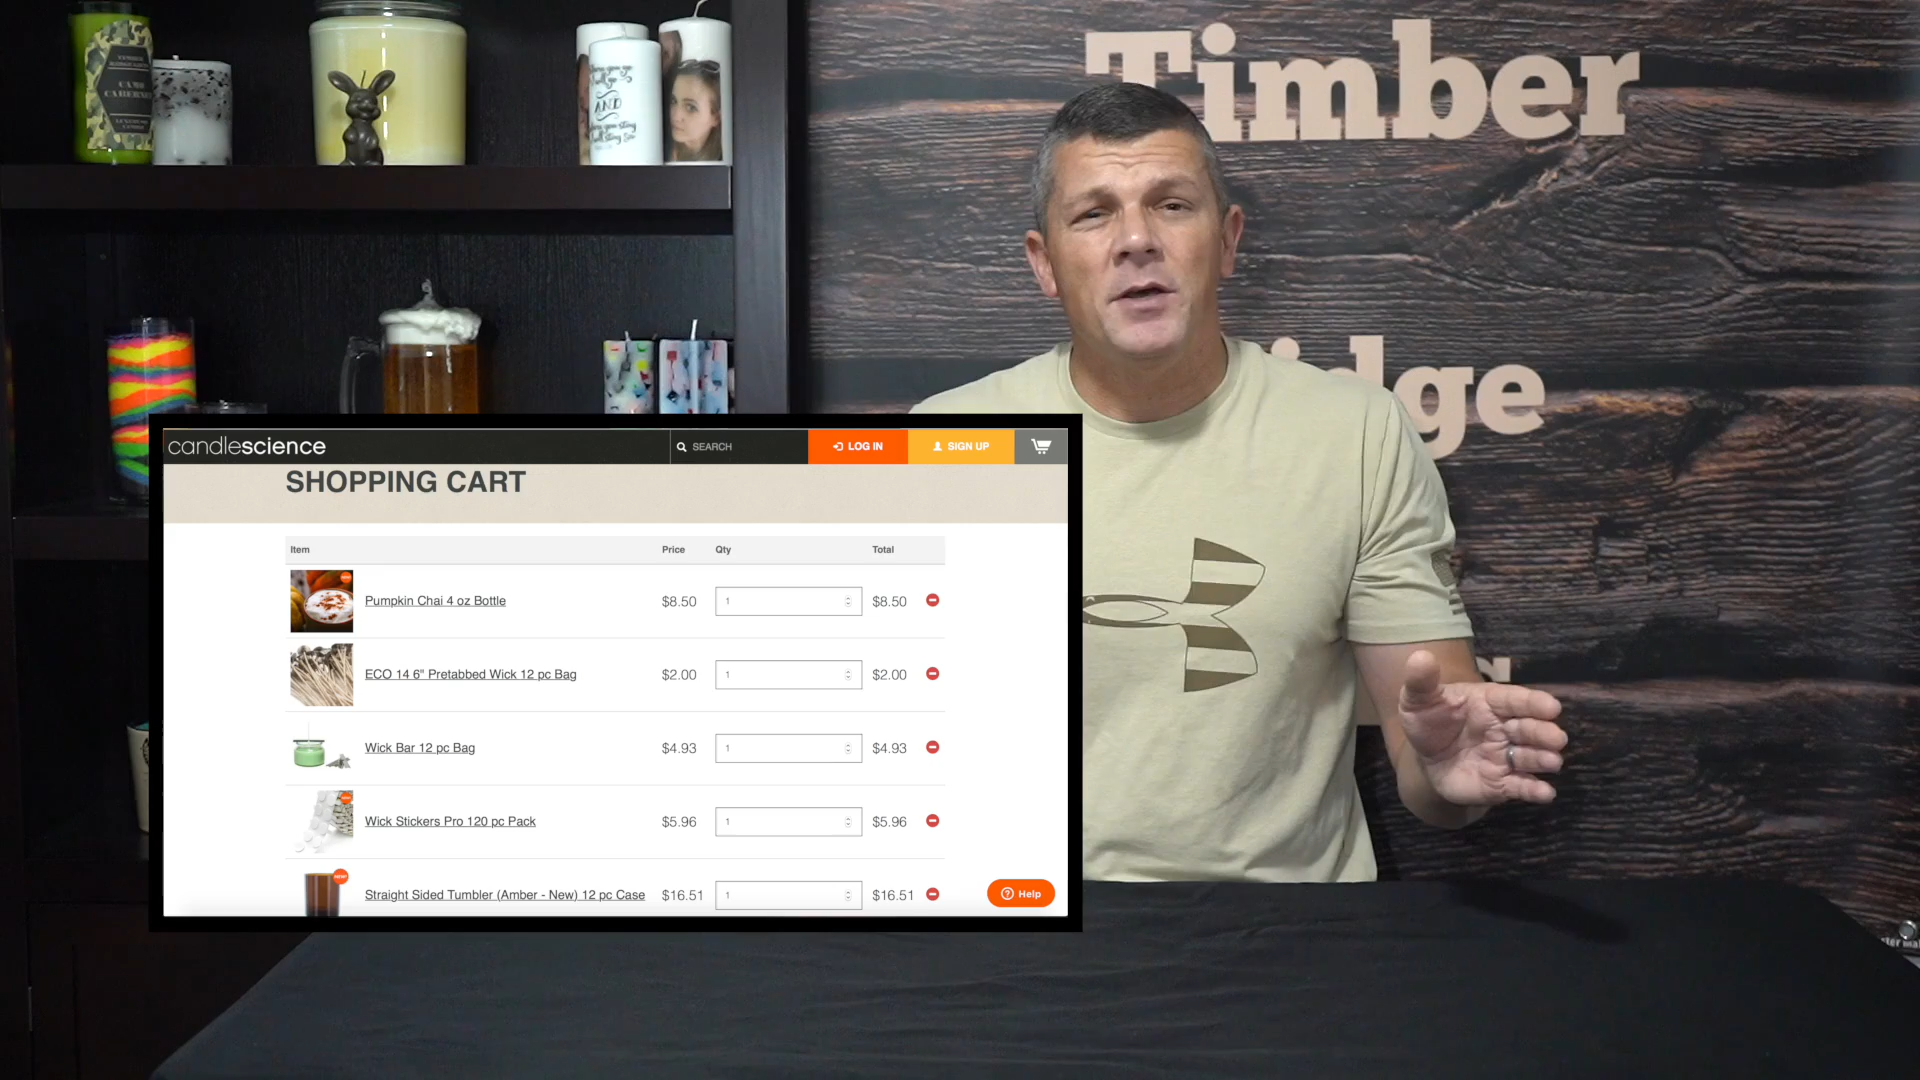 Timber
dge
CAMO
AND
candlescience
SEARCH
LOG IN
SIGN UP
SHOPPING CART
Item Price Qty Total
Pumpkin Chai 4 oz Bottle $8.50 1 $8.50
ECO 14 6" Pretabbed Wick 12 pc Bag $2.00 1 $2.00
Wick Bar 12 pc Bag $4.93 1 $4.93
Wick Stickers Pro 120 pc Pack $5.96 1 $5.96
Straight Sided Tumbler (Amber - New) 12 pc Case $16.51 1 $16.51
Help